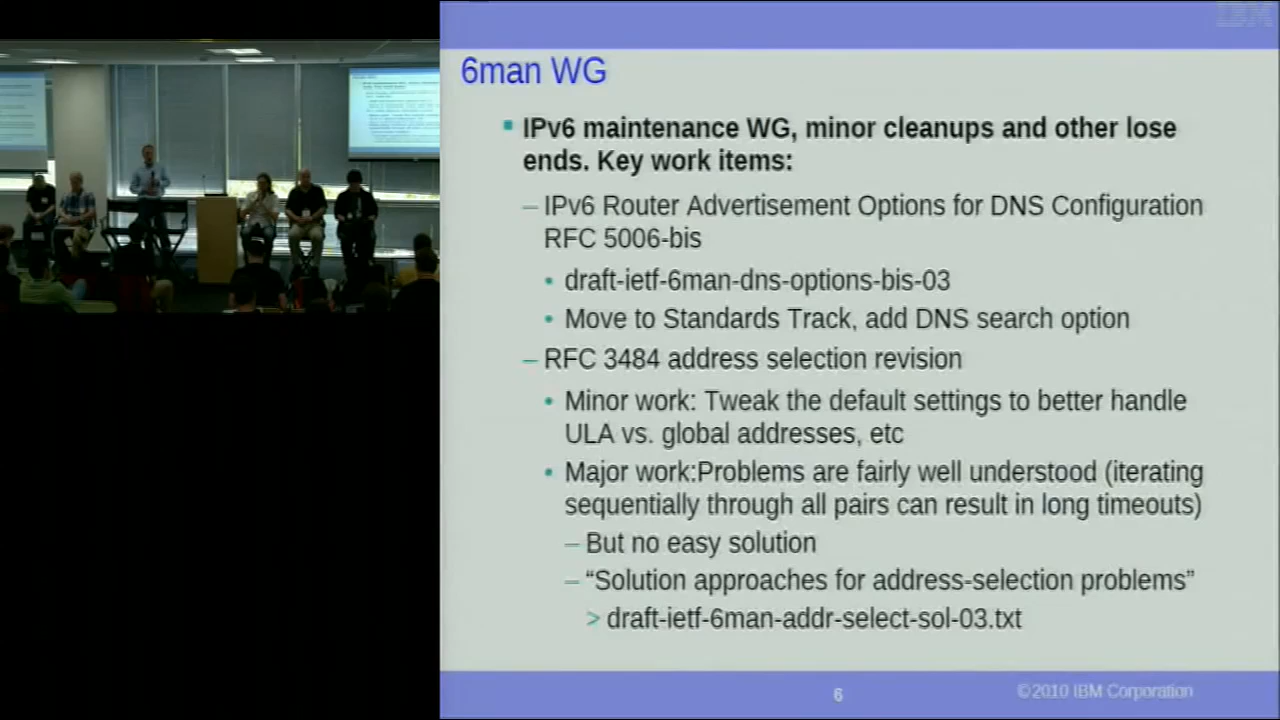 IBM
6man WG
IPv6 maintenance WG, minor cleanups and other lose
ends. Key work items:
– IPv6 Router Advertisement Options for DNS Configuration
RFC 5006-bis
• draft-ietf-6man-dns-options-bis-03
• Move to Standards Track, add DNS search option
– RFC 3484 address selection revision
• Minor work: Tweak the default settings to better handle
ULA vs. global addresses, etc
• Major work:Problems are fairly well understood (iterating
sequentially through all pairs can result in long timeouts)
– But no easy solution
– “Solution approaches for address-selection problems”
> draft-ietf-6man-addr-select-sol-03.txt
6
©2010 IBM Corporation